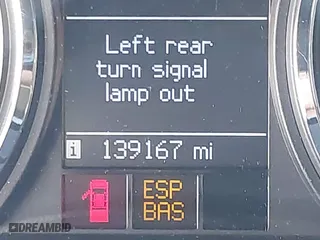 Left rear
turn signal
lamp out
i 139167 mi
ESP
BAS
DREAMBID